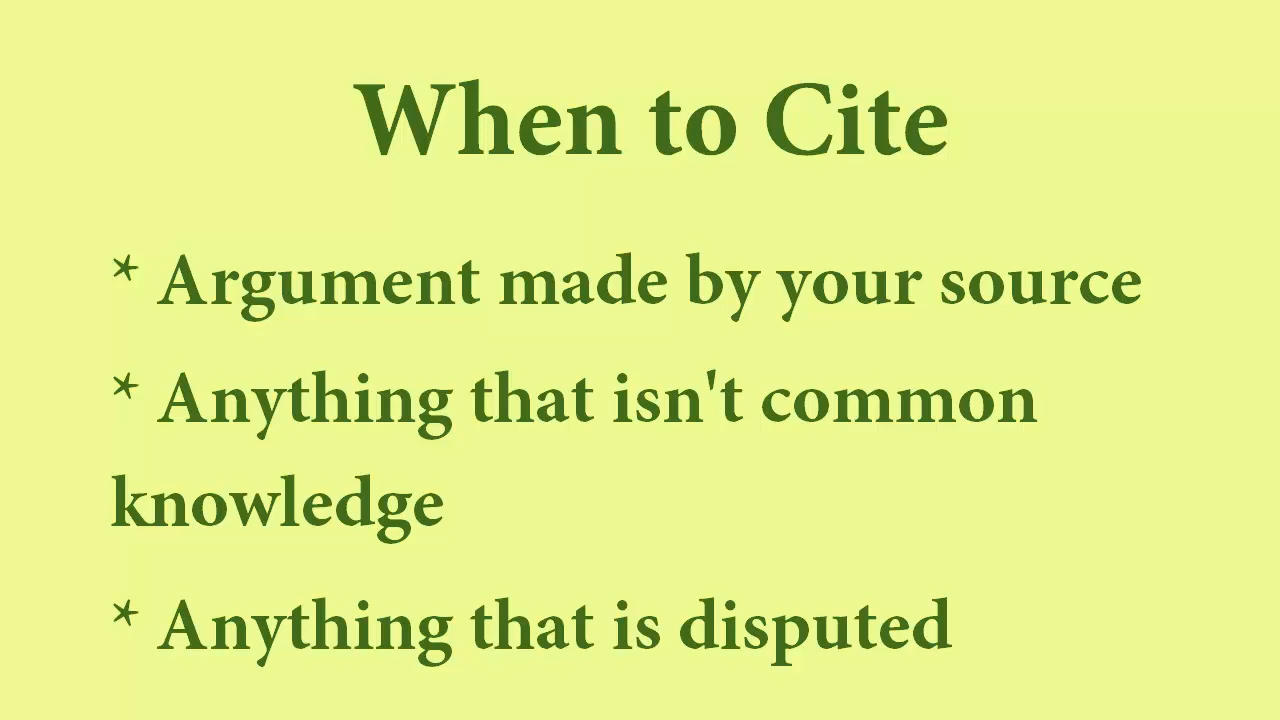 When to Cite
* Argument made by your source
* Anything that isn't common
knowledge
* Anything that is disputed